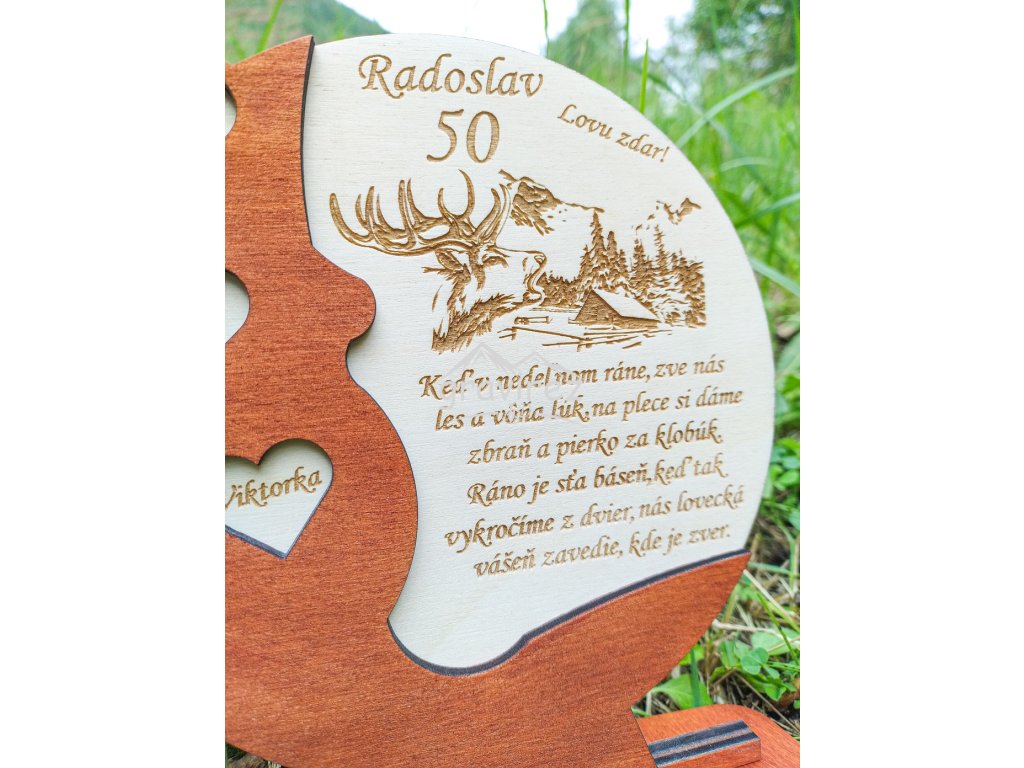 Radoslav
50
Lovu zdar!
Keď v nedeľnom ráne, zve nás
les a vôňa lúk, na plece si dáme
zbraň a pierko za klobúk.
Ráno je sťa báseň, keď tak
vykročíme z dvier, nás lovecká
vášeň zavedie, kde je zver.
Viktorka